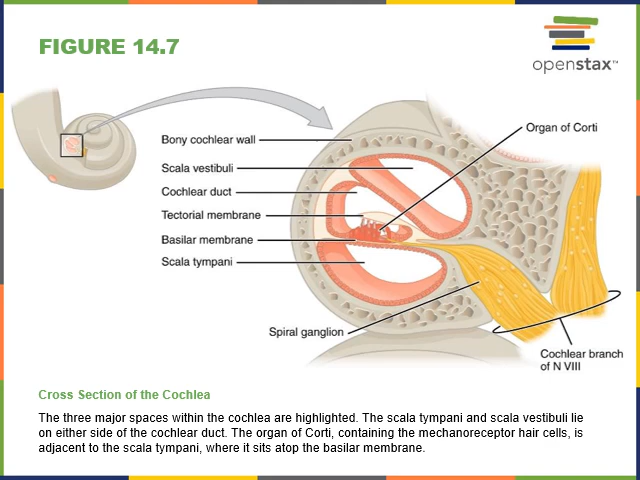 FIGURE 14.7
openstax™
Organ of Corti
Bony cochlear wall
Scala vestibuli
Cochlear duct
Tectorial membrane
Basilar membrane
Scala tympani
Spiral ganglion
Cochlear branch
of N VIII
Cross Section of the Cochlea
The three major spaces within the cochlea are highlighted. The scala tympani and scala vestibuli lie
on either side of the cochlear duct. The organ of Corti, containing the mechanoreceptor hair cells, is
adjacent to the scala tympani, where it sits atop the basilar membrane.